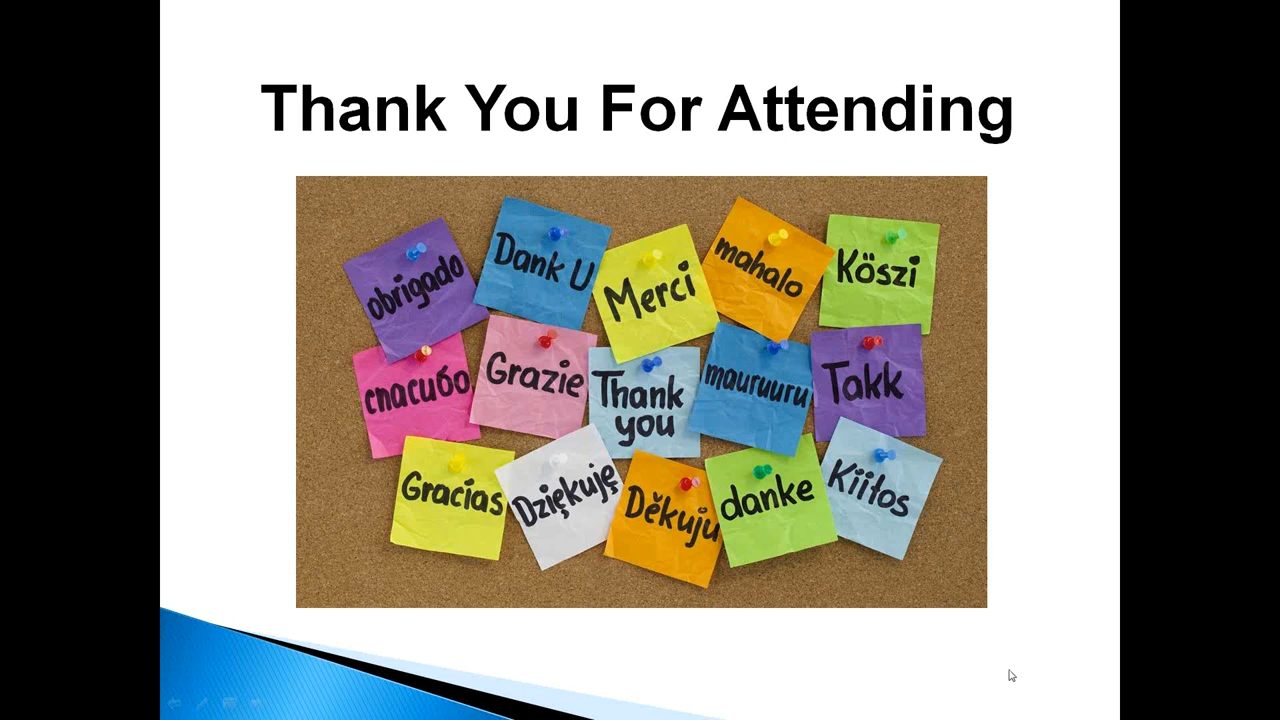 Thank You For Attending
obrigado
Dank U
Merci
mahalo
Köszi
спасибо
Grazie
Thank
you
mauruuru
Takk
Gracias
Dziękuję
Děkuju
danke
Kiitos